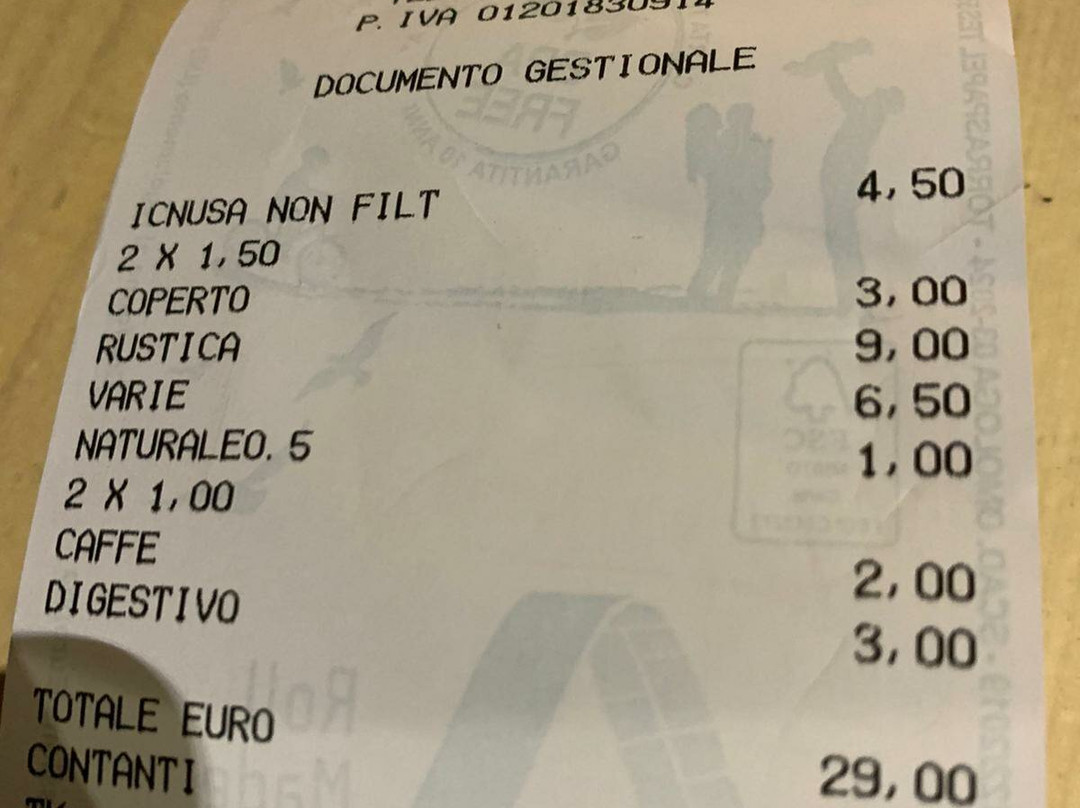 P. IVA 01201830914
DOCUMENTO GESTIONALE
ICNUSA NON FILT 4,50
2 X 1,50
COPERTO 3,00
RUSTICA 9,00
VARIE 6,50
NATURALEO. 5 1,00
2 X 1,00
CAFFE 2,00
DIGESTIVO 3,00
TOTALE EURO 29,00
CONTANTI